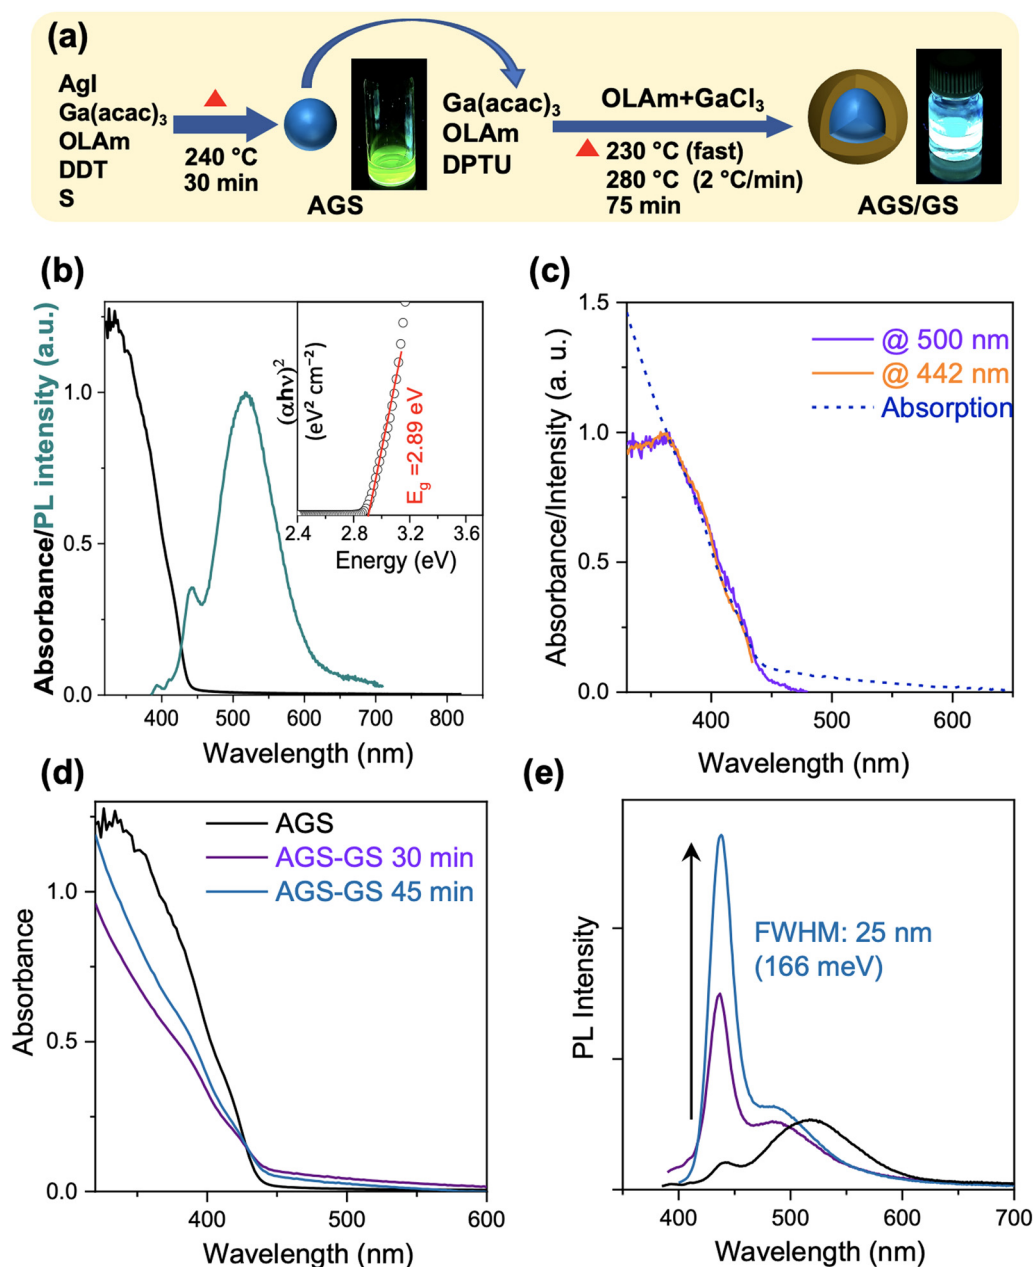 (a)
AgI
Ga(acac)₃
OLAm
DDT
S
240 °C
30 min
AGS
Ga(acac)₃
OLAm
DPTU
OLAm+GaCl₃
230 °C (fast)
280 °C (2 °C/min)
75 min
AGS/GS
(b)
Absorbance/PL intensity (a.u.)
1.0
0.5
0.0
400 500 600 700 800
Wavelength (nm)
(αhν)²
(eV² cm⁻²)
E_g =2.89 eV
2.4 2.8 3.2 3.6
Energy (eV)
(c)
Absorbance/Intensity (a. u.)
1.5
1.0
0.5
0.0
@ 500 nm
@ 442 nm
Absorption
400 500 600
Wavelength (nm)
(d)
Absorbance
1.0
0.5
0.0
AGS
AGS-GS 30 min
AGS-GS 45 min
400 500 600
Wavelength (nm)
(e)
PL Intensity
FWHM: 25 nm
(166 meV)
400 500 600 700
Wavelength (nm)